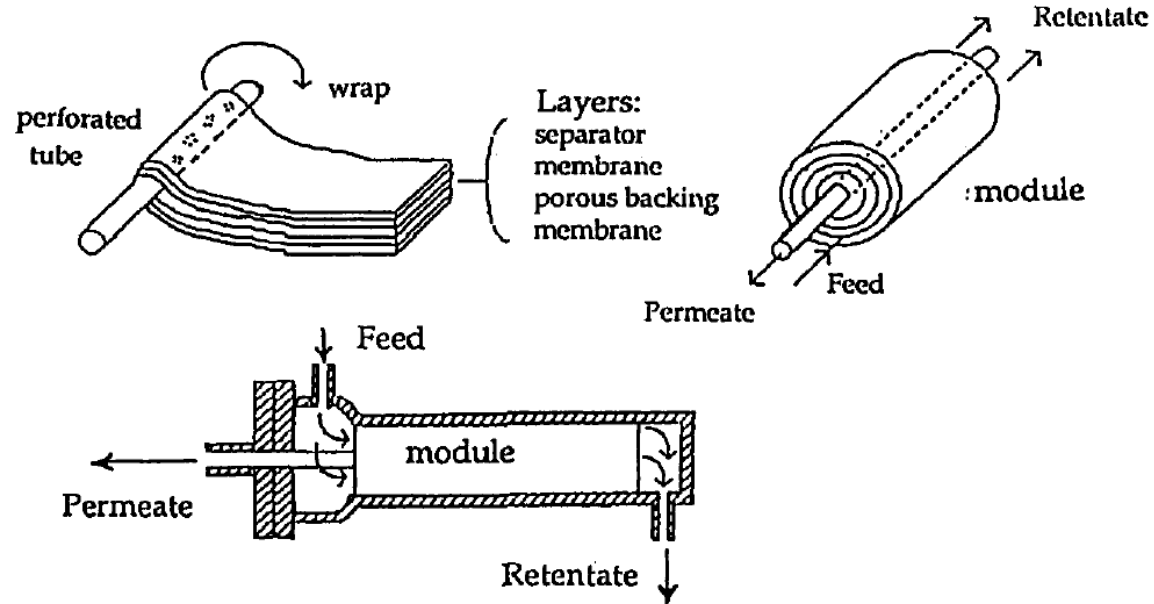 perforated
tube
wrap
Layers:
separator
membrane
porous backing
membrane
Retentate
: module
Feed
Permeate
Feed
module
Permeate
Retentate